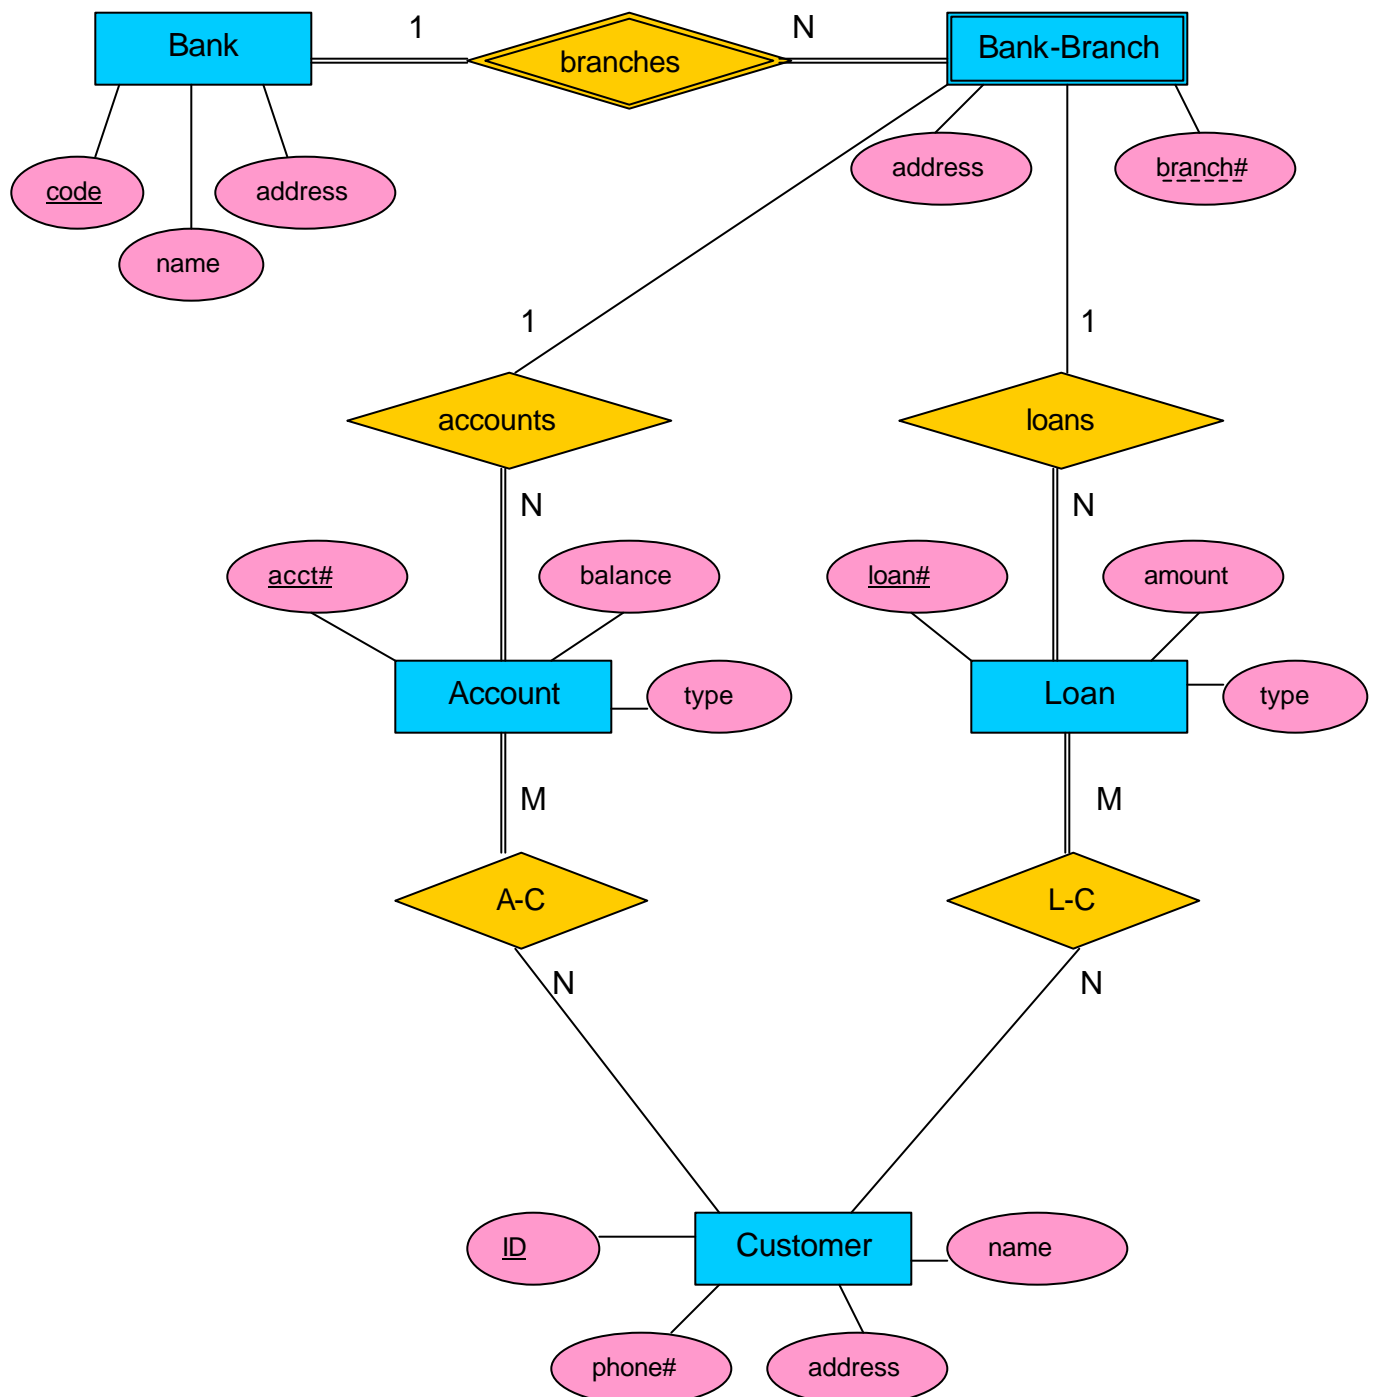 Bank
1
branches
N
Bank-Branch
code
name
address
address
branch#
1
1
accounts
loans
N
N
acct#
balance
loan#
amount
Account
type
Loan
type
M
M
A-C
L-C
N
N
ID
Customer
name
phone#
address